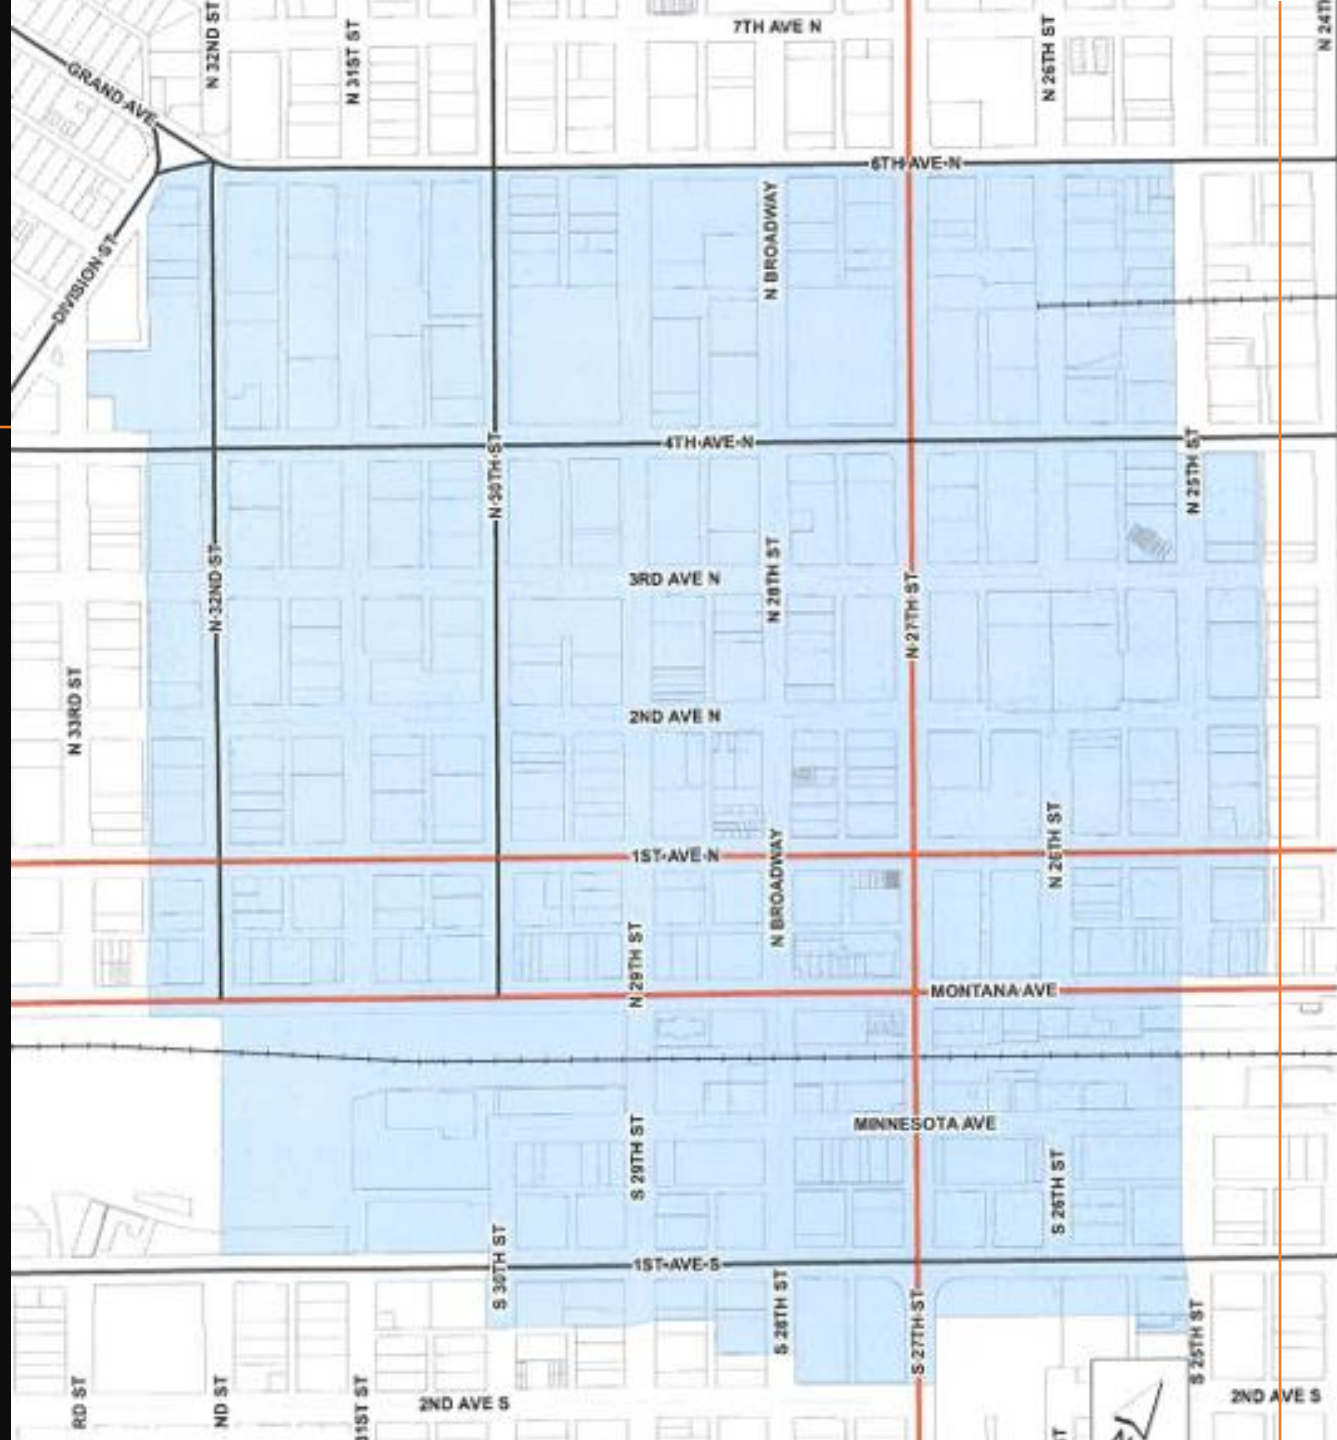 7TH AVE N
N 32ND ST
N 31ST ST
N 26TH ST
GRAND AVE
6TH AVE N
N BROADWAY
DIVISION ST
4TH AVE N
N 30TH ST
N 25TH ST
N 32ND ST
3RD AVE N
N 28TH ST
N 27TH ST
N 33RD ST
2ND AVE N
1ST AVE N
N 26TH ST
N BROADWAY
N 29TH ST
MONTANA AVE
MINNESOTA AVE
S 29TH ST
S 26TH ST
S 30TH ST
1ST AVE S
S 28TH ST
S 27TH ST
S 25TH ST
RD ST
ND ST
2ND AVE S
2ND AVE S